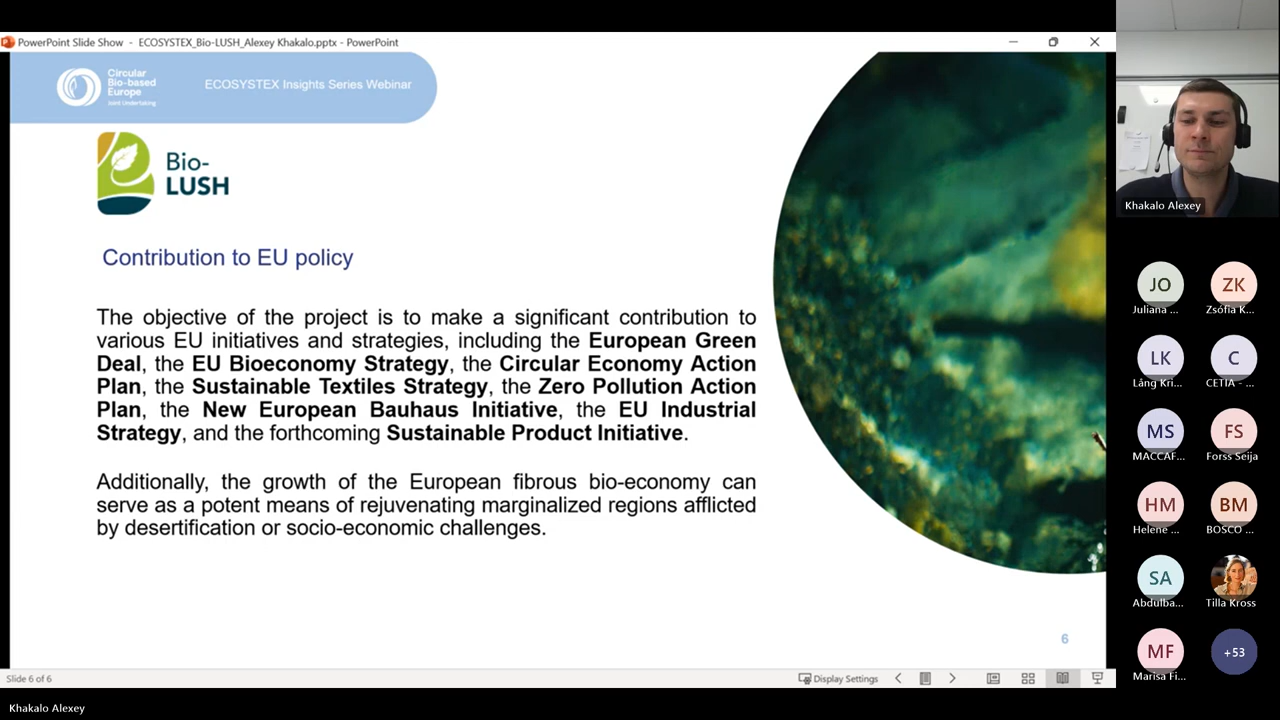 PowerPoint Slide Show - ECOSYSTEX_Bio-LUSH_Alexey Khakalo.pptx - PowerPoint
Circular
Bio-based
Europe
Joint Undertaking
ECOSYSTEX Insights Series Webinar
Bio-
LUSH
Contribution to EU policy
The objective of the project is to make a significant contribution to
various EU initiatives and strategies, including the European Green
Deal, the EU Bioeconomy Strategy, the Circular Economy Action
Plan, the Sustainable Textiles Strategy, the Zero Pollution Action
Plan, the New European Bauhaus Initiative, the EU Industrial
Strategy, and the forthcoming Sustainable Product Initiative.
Additionally, the growth of the European fibrous bio-economy can
serve as a potent means of rejuvenating marginalized regions afflicted
by desertification or socio-economic challenges.
6
Slide 6 of 6
Display Settings
Khakalo Alexey
JO
Juliana ...
ZK
Zsófia K...
LK
Láng Kri...
C
CETIA - ...
MS
MACCAF...
FS
Forss Seija
HM
Helene ...
BM
BOSCO ...
SA
Abdulba...
Tilla Kross
MF
Marisa Fi...
+53
Khakalo Alexey